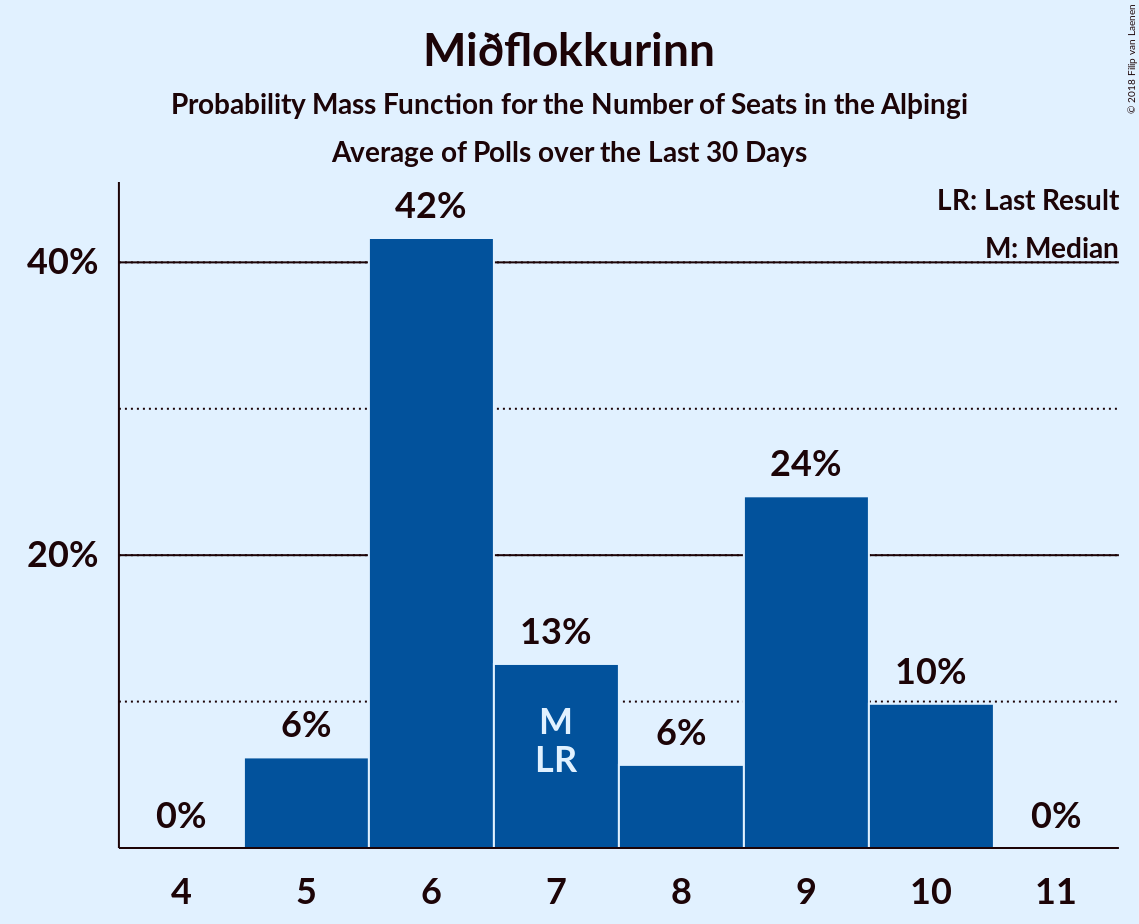 Miðflokkurinn
Probability Mass Function for the Number of Seats in the Alþingi
Average of Polls over the Last 30 Days
© 2018 Filip van Laenen
LR: Last Result
M: Median
42%
40%
24%
20%
13%
10%
6%
6%
0%
0%
M
LR
4 5 6 7 8 9 10 11